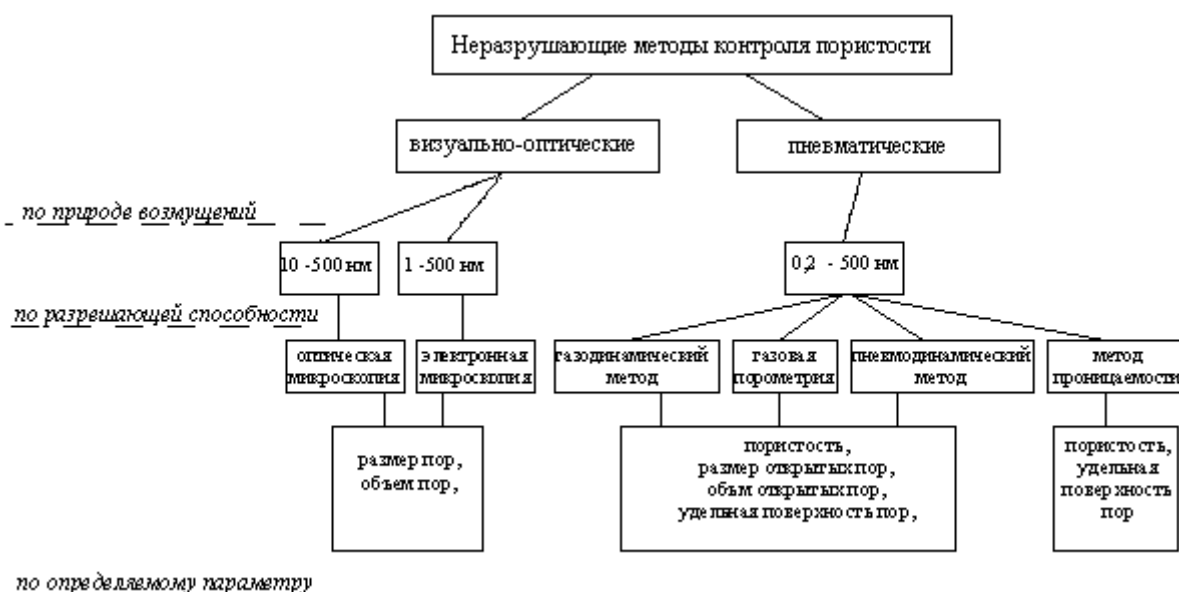 Неразрушающие методы контроля пористости
визуально-оптические
пневматические
по природе возмущений
10 -500 нм
1 -500 нм
0,2 - 500 нм
по разрешающей способности
оптическая
микроскопия
электронная
микроскопия
газодинамический
метод
газовая
порометрия
пневмодинамический
метод
метод
проницаемости
размер пор,
объем пор,
пористость,
размер открытых пор,
объм открытых пор,
удельная поверхность пор,
пористость,
удельная
поверхность
пор
по определяемому параметру